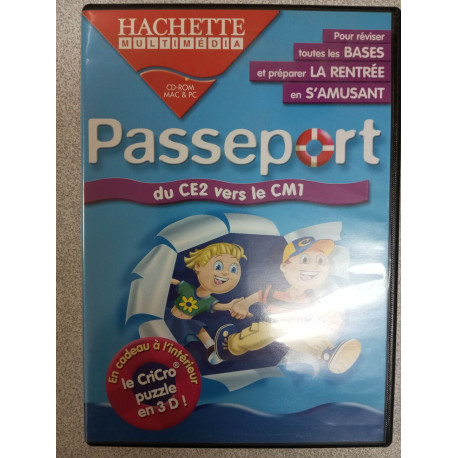 HACHETTE
MULTIMÉDIA
CD-ROM
MAC & PC
Pour réviser
toutes les BASES
et préparer LA RENTRÉE
en S'AMUSANT
Passeport
du CE2 vers le CM1
En cadeau à l'intérieur
le CriCro®
puzzle
en 3 D !